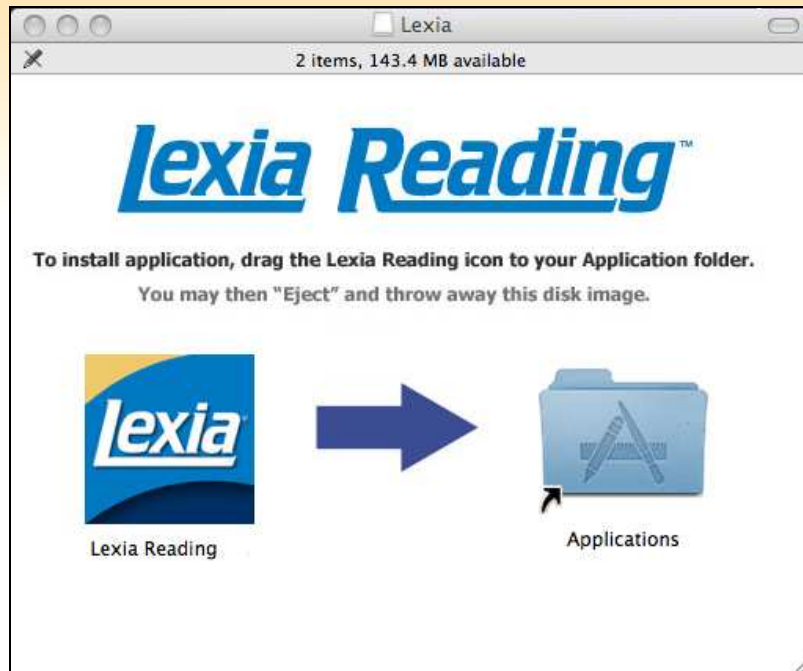 Lexia
2 items, 143.4 MB available
Lexia Reading™
To install application, drag the Lexia Reading icon to your Application folder.
You may then “Eject” and throw away this disk image.
Lexia
Lexia Reading
Applications